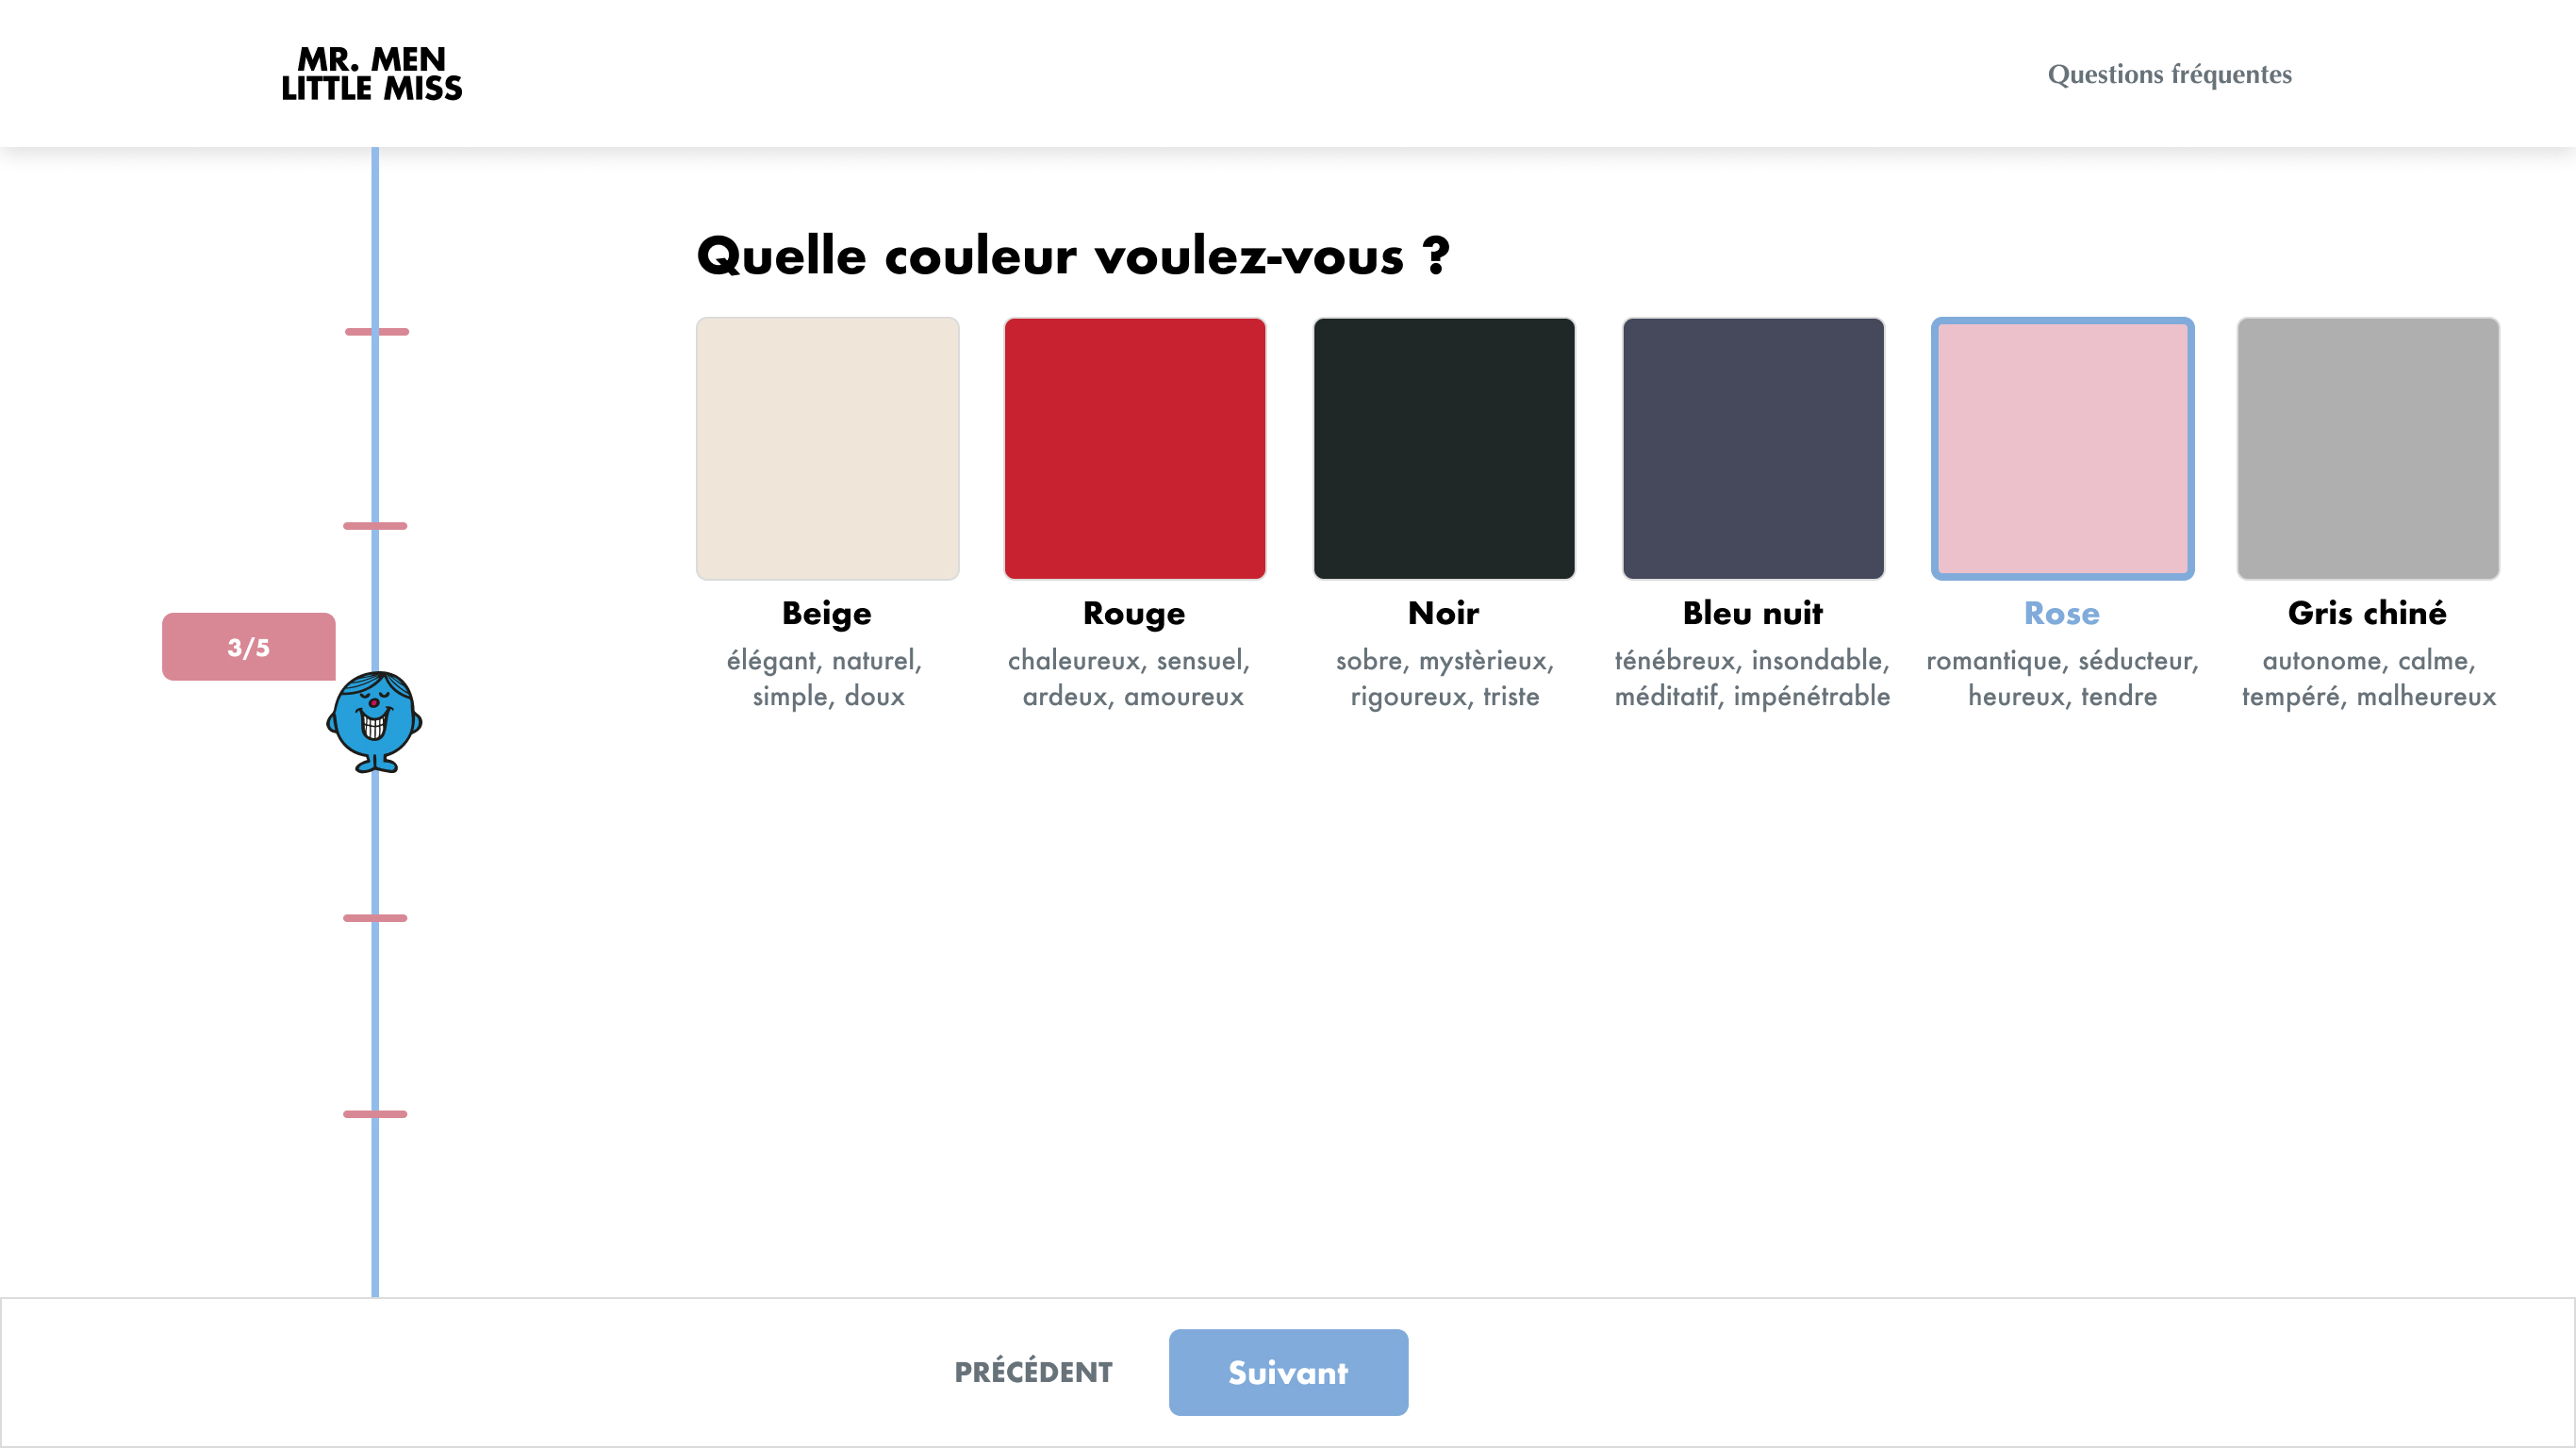 MR. MEN
LITTLE MISS
Questions fréquentes
Quelle couleur voulez-vous ?
Beige
élégant, naturel,
simple, doux
Rouge
chaleureux, sensuel,
ardeux, amoureux
Noir
sobre, mystèrieux,
rigoureux, triste
Bleu nuit
ténébreux, insondable,
méditatif, impénétrable
Rose
romantique, séducteur,
heureux, tendre
Gris chiné
autonome, calme,
tempéré, malheureux
3/5
PRÉCÉDENT
Suivant